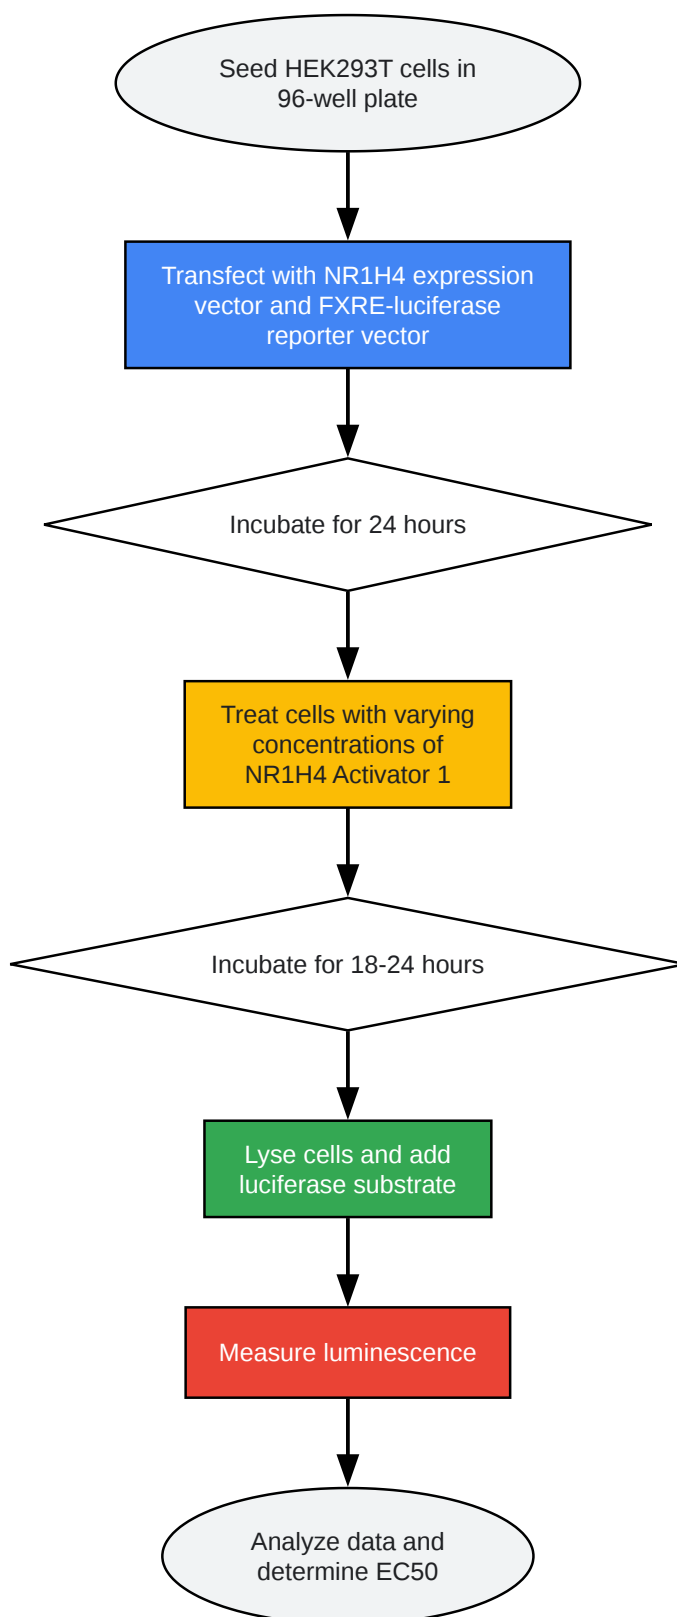 Seed HEK293T cells in
96-well plate
Transfect with NR1H4 expression
vector and FXRE-luciferase
reporter vector
Incubate for 24 hours
Treat cells with varying
concentrations of
NR1H4 Activator 1
Incubate for 18-24 hours
Lyse cells and add
luciferase substrate
Measure luminescence
Analyze data and
determine EC50